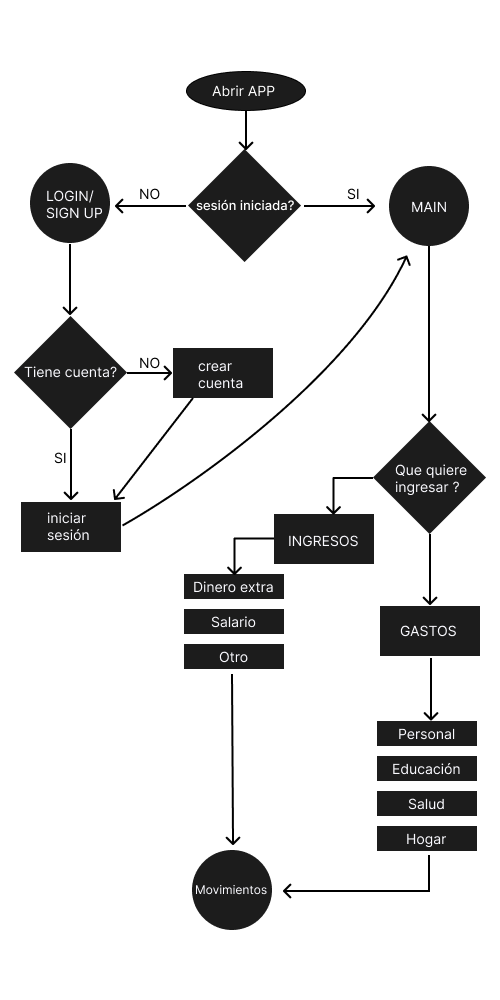 Abrir APP
NO
SI
LOGIN/
SIGN UP
sesión iniciada?
MAIN
Tiene cuenta?
NO
crear
cuenta
SI
Que quiere
ingresar ?
iniciar
sesión
INGRESOS
Dinero extra
Salario
Otro
GASTOS
Personal
Educación
Salud
Hogar
Movimientos